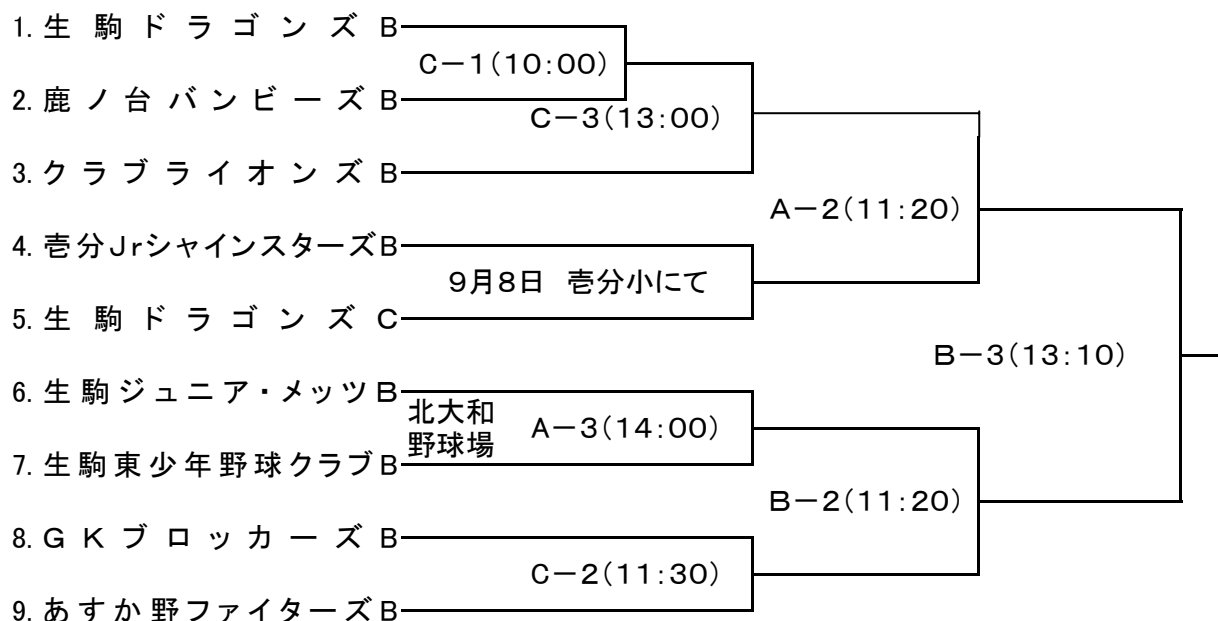 1. 生駒ドラゴンズB
C-1(10:00)
2. 鹿ノ台バンビーズB
C-3(13:00)
3. クラブライオンズB
A-2(11:20)
4. 壱分JrシャインスターズB
9月8日 壱分小にて
5. 生駒ドラゴンズC
B-3(13:10)
6. 生駒ジュニア・メッツB
北大和
野球場
A-3(14:00)
7. 生駒東少年野球クラブB
B-2(11:20)
8. GKブロッカーズB
C-2(11:30)
9. あすか野ファイターズB